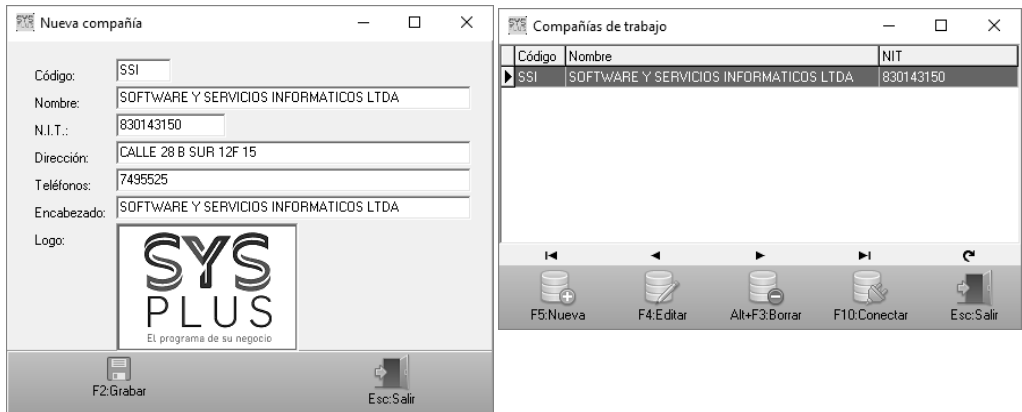 SYS Nueva compañía
Código: SSI
Nombre: SOFTWARE Y SERVICIOS INFORMATICOS LTDA
N.I.T.: 830143150
Dirección: CALLE 28 B SUR 12F 15
Teléfonos: 7495525
Encabezado: SOFTWARE Y SERVICIOS INFORMATICOS LTDA
Logo:
SYS
PLUS
El programa de su negocio
F2:Grabar Esc:Salir
SYS Compañías de trabajo
Código Nombre NIT
SSI SOFTWARE Y SERVICIOS INFORMATICOS LTDA 830143150
F5:Nueva F4:Editar Alt+F3:Borrar F10:Conectar Esc:Salir